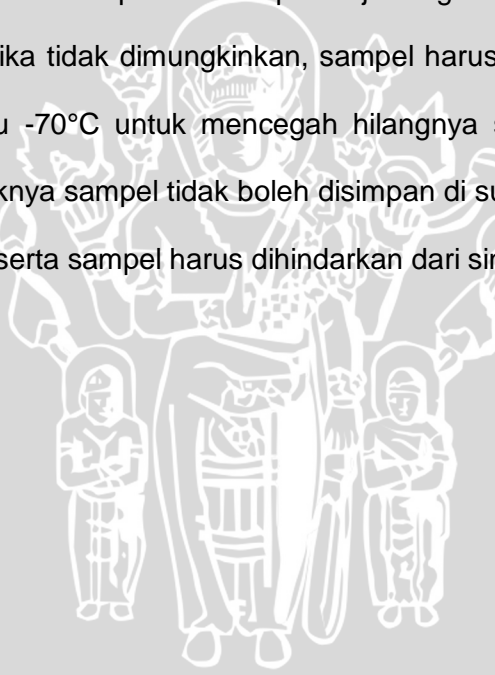 ika tidak dimungkinkan, sampel harus
u -70°C untuk mencegah hilangnya s
knya sampel tidak boleh disimpan di su
serta sampel harus dihindarkan dari sin